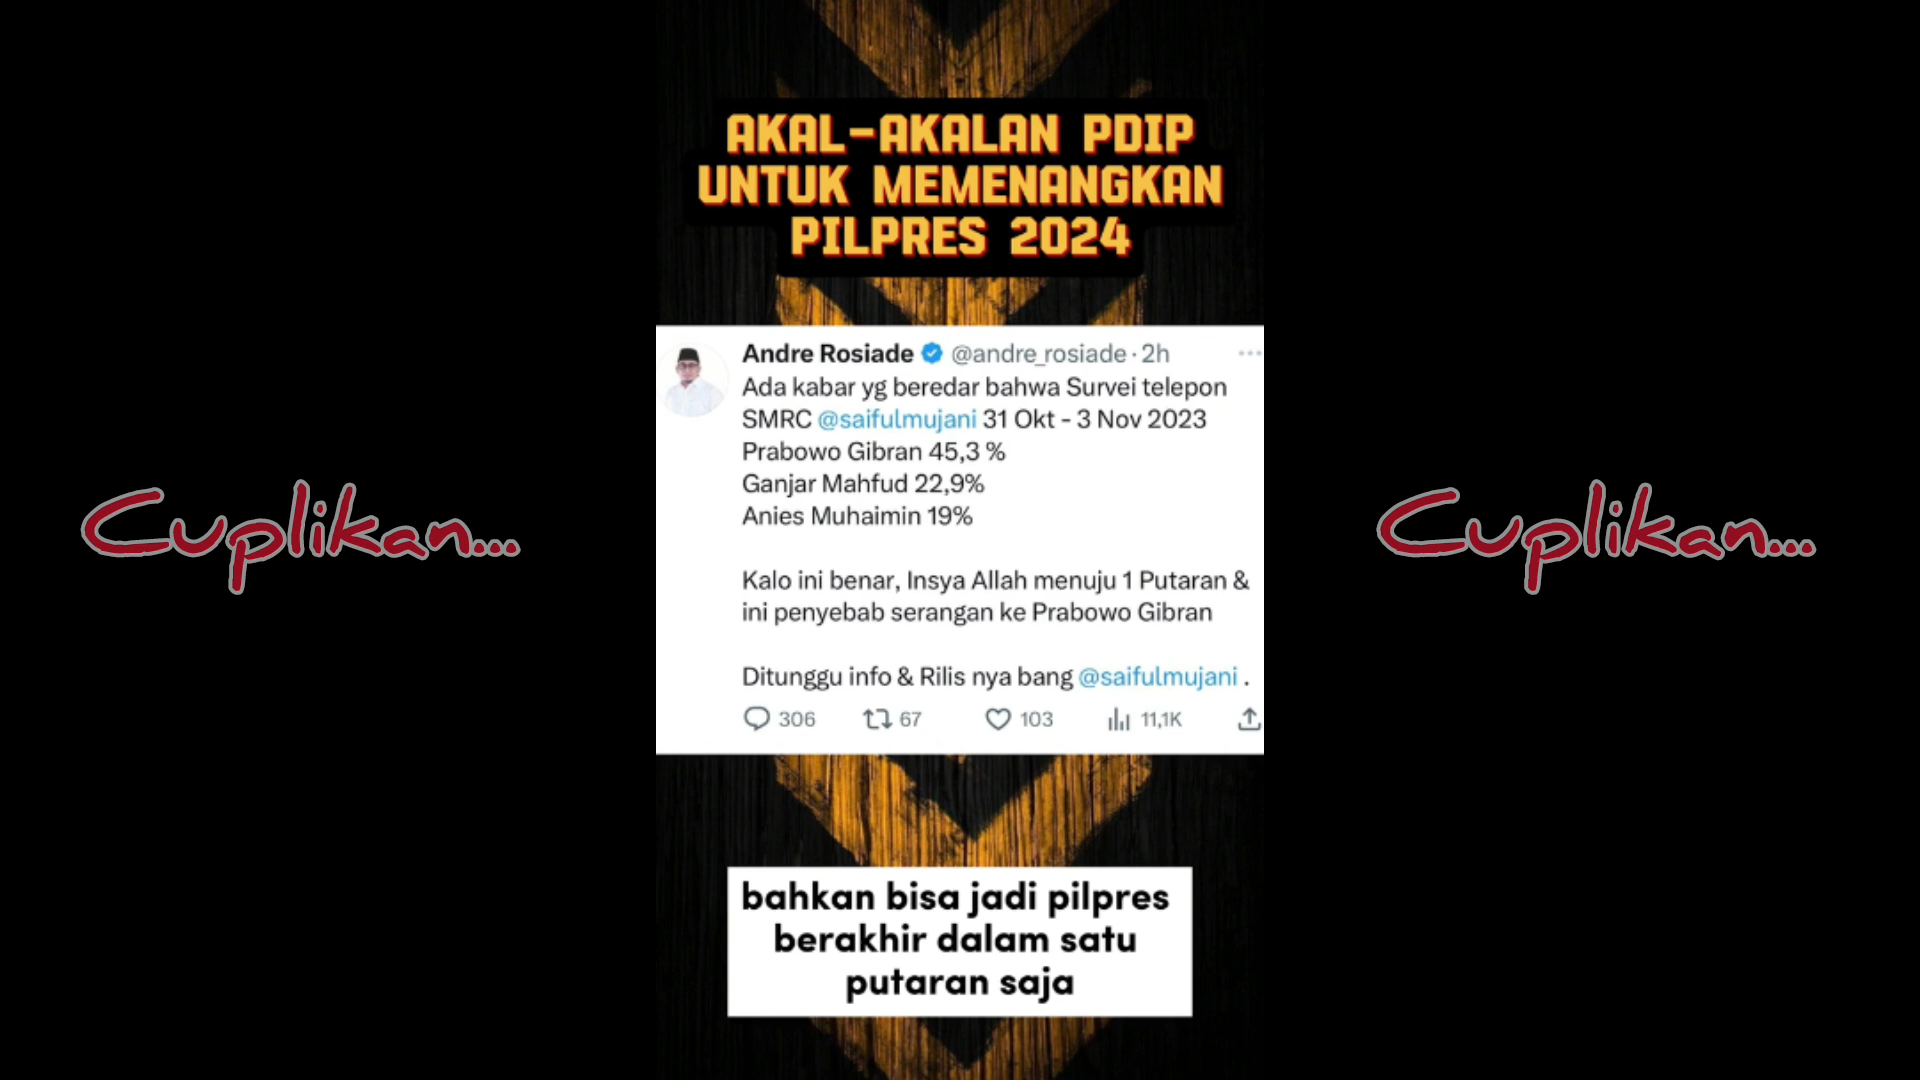 AKAL-AKALAN PDIP
UNTUK MEMENANGKAN
PILPRES 2024
Andre Rosiade @andre_rosiade · 2h
Ada kabar yg beredar bahwa Survei telepon
SMRC @saifulmujani 31 Okt - 3 Nov 2023
Prabowo Gibran 45,3 %
Ganjar Mahfud 22,9%
Anies Muhaimin 19%
Kalo ini benar, Insya Allah menuju 1 Putaran &
ini penyebab serangan ke Prabowo Gibran
Ditunggu info & Rilis nya bang @saifulmujani .
306 67 103 11,1K
Cuplikan...
Cuplikan...
bahkan bisa jadi pilpres
berakhir dalam satu
putaran saja